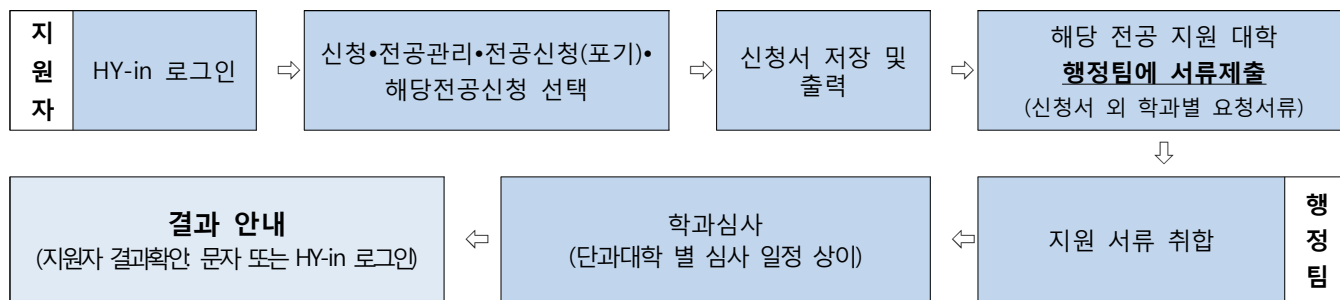 지
원
자
HY-in 로그인
⇨
신청•전공관리•전공신청(포기)•
해당전공신청 선택
⇨
신청서 저장 및
출력
⇨
해당 전공 지원 대학
행정팀에 서류제출
(신청서 외 학과별 요청서류)
⇩
행
정
팀
지원 서류 취합
⇦
학과심사
(단과대학 별 심사 일정 상이)
⇦
결과 안내
(지원자 결과확인: 문자 또는 HY-in 로그인)